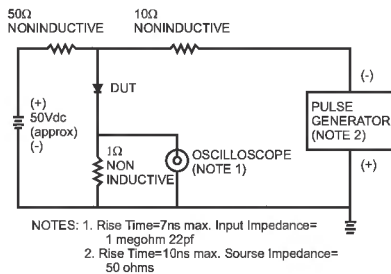 50Ω
NONINDUCTIVE
10Ω
NONINDUCTIVE
(+)
50Vdc
(approx)
(-)
DUT
1Ω
NON
INDUCTIVE
OSCILLOSCOPE
(NOTE 1)
(-)
PULSE
GENERATOR
(NOTE 2)
(+)
NOTES: 1. Rise Time=7ns max. Input Impedance=
1 megohm 22pf
2. Rise Time=10ns max. Sourse Impedance=
50 ohms